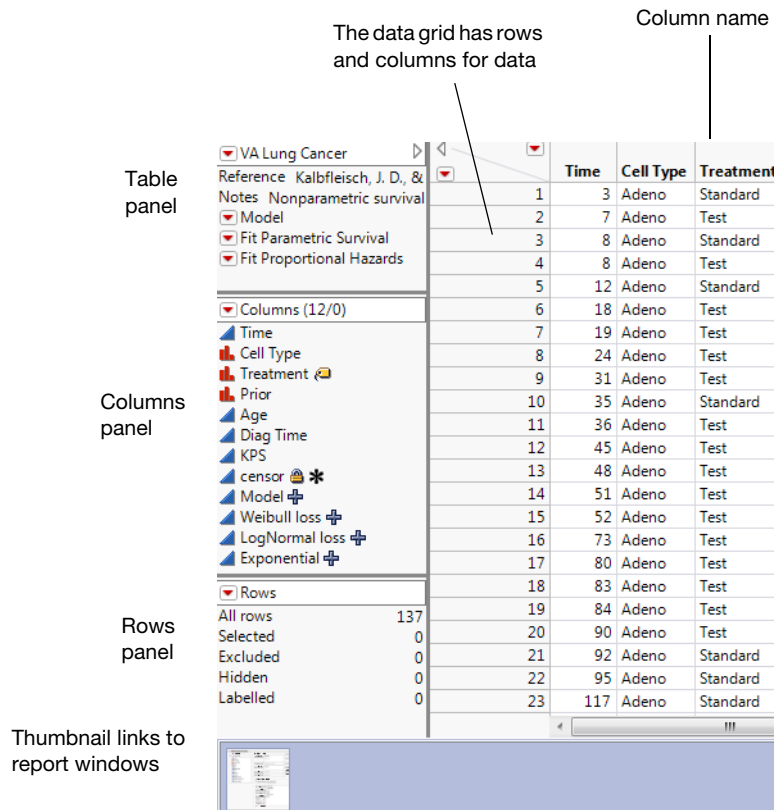 Column name
The data grid has rows
and columns for data
Table
panel
VA Lung Cancer
Reference Kalbfleisch, J. D., &
Notes Nonparametric survival
Model
Fit Parametric Survival
Fit Proportional Hazards
Columns
panel
Columns (12/0)
Time
Cell Type
Treatment
Prior
Age
Diag Time
KPS
censor
Model
Weibull loss
LogNormal loss
Exponential
Rows
panel
Rows
All rows 137
Selected 0
Excluded 0
Hidden 0
Labelled 0
Time Cell Type Treatment
1 3 Adeno Standard
2 7 Adeno Test
3 8 Adeno Standard
4 8 Adeno Test
5 12 Adeno Standard
6 18 Adeno Test
7 19 Adeno Test
8 24 Adeno Test
9 31 Adeno Test
10 35 Adeno Standard
11 36 Adeno Test
12 45 Adeno Test
13 48 Adeno Test
14 51 Adeno Test
15 52 Adeno Test
16 73 Adeno Test
17 80 Adeno Test
18 83 Adeno Test
19 84 Adeno Test
20 90 Adeno Test
21 92 Adeno Standard
22 95 Adeno Standard
23 117 Adeno Standard
Thumbnail links to
report windows